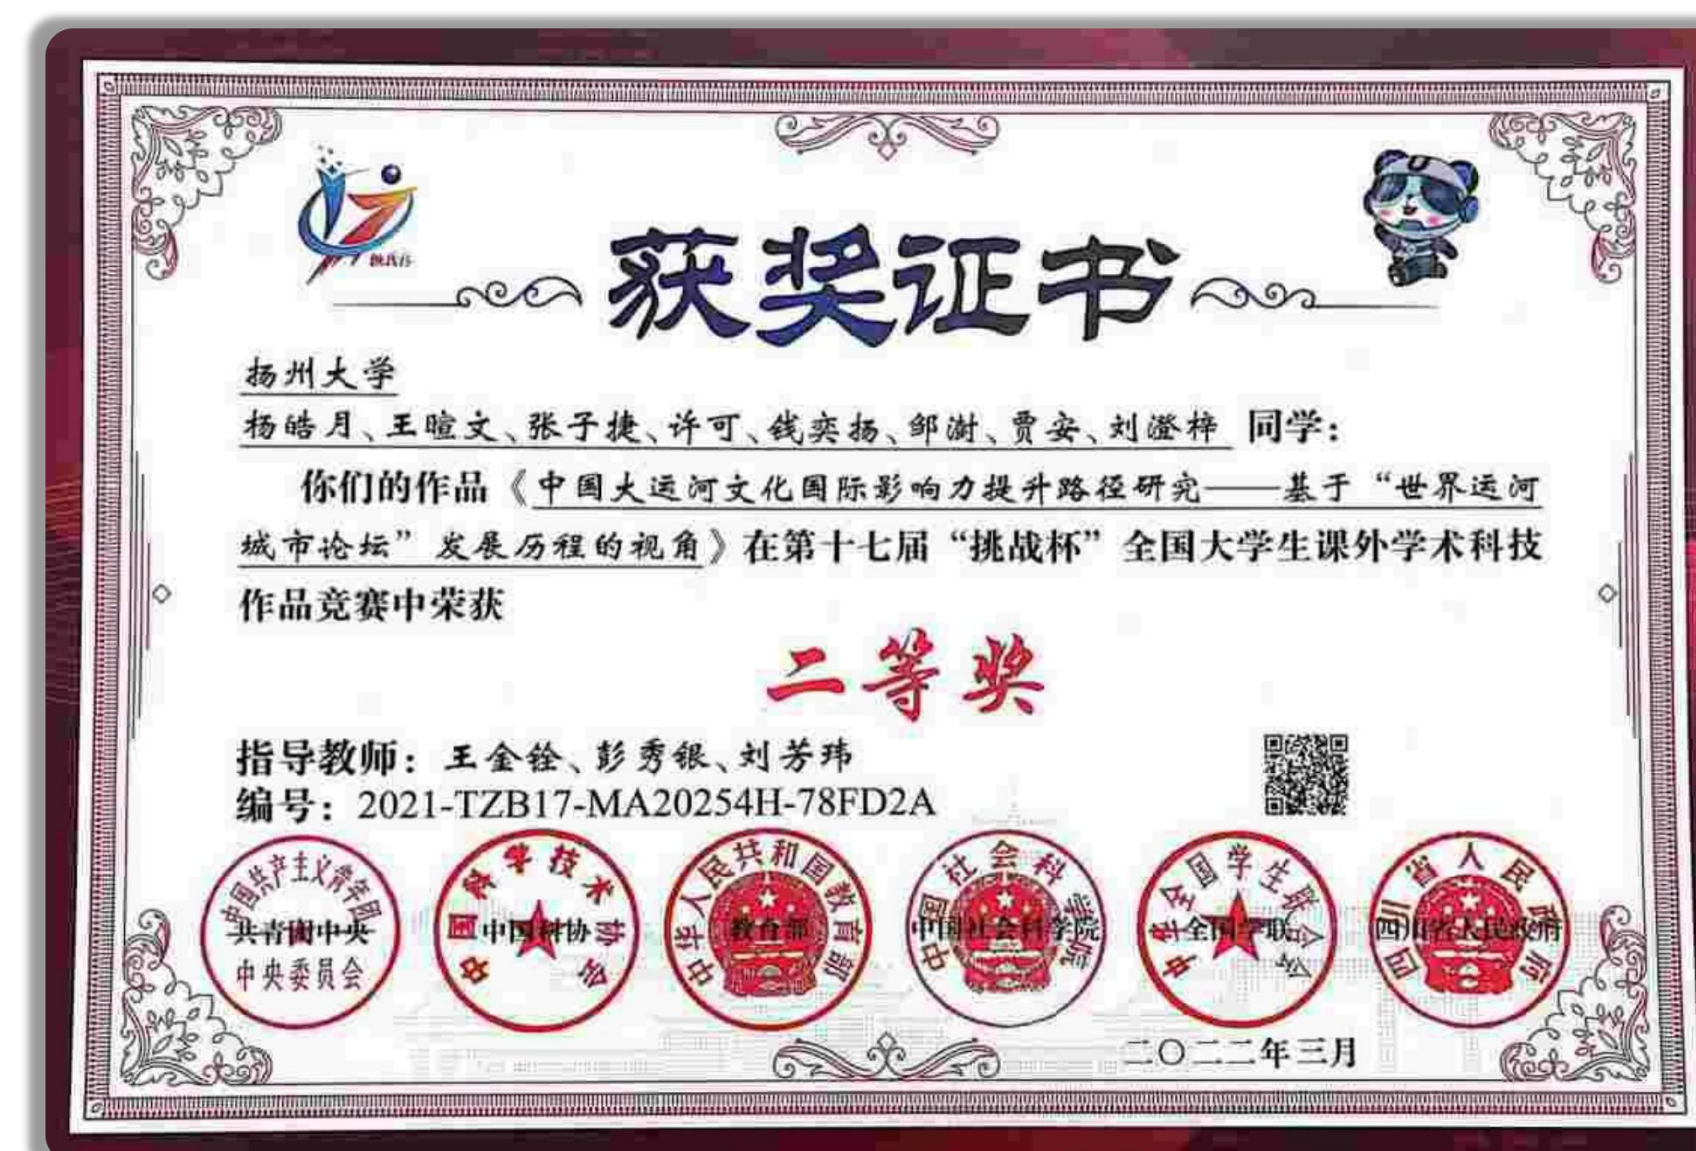 挑战杯
获奖证书
扬州大学
杨皓月、王暄文、张子捷、许可、钱奕扬、邹澍、贾安、刘澄梓 同学：
你们的作品《中国大运河文化国际影响力提升路径研究——基于“世界运河
城市论坛”发展历程的视角》在第十七届“挑战杯”全国大学生课外学术科技
作品竞赛中荣获
二等奖
指导教师：王金铨、彭秀银、刘芳玮
编号：2021-TZB17-MA20254H-78FD2A
中国共产主义青年团
共青团中央
中央委员会
中国科学技术协会
中国科协
中华人民共和国教育部
教育部
中国社会科学院
中国社会科学院
中华全国学生联合会
全国学联
四川省人民政府
四川省人民政府
二〇二二年三月